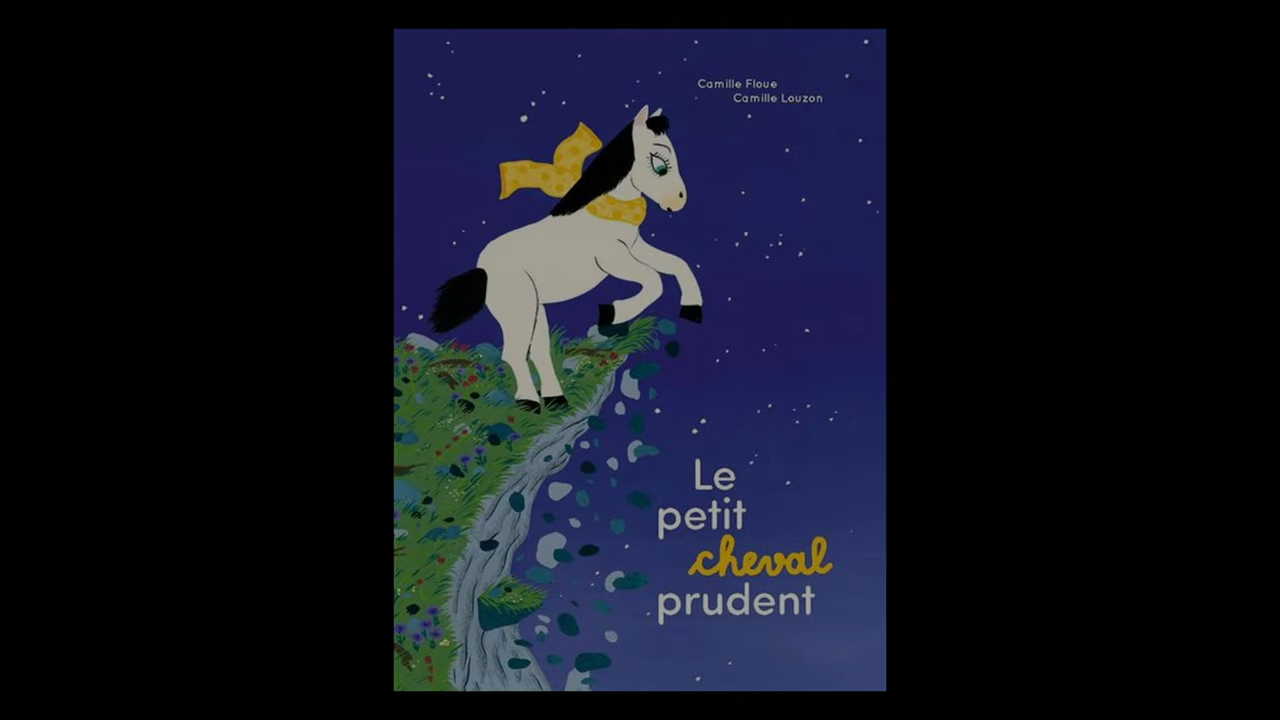 Camille Floue
Camille Louzon
Le
petit
cheval
prudent